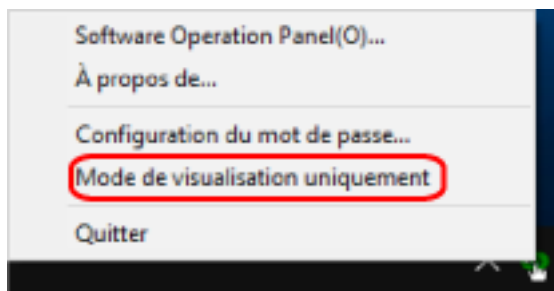 Software Operation Panel(O)...
À propos de...
Configuration du mot de passe...
Mode de visualisation uniquement
Quitter